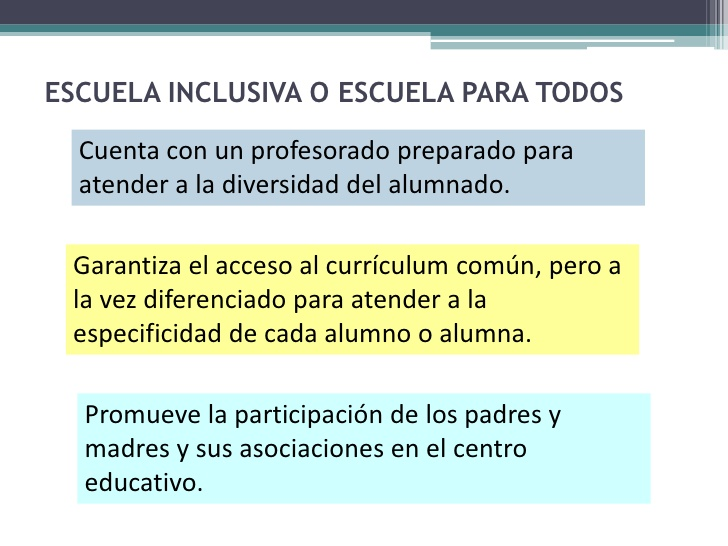 ESCUELA INCLUSIVA O ESCUELA PARA TODOS
Cuenta con un profesorado preparado para
atender a la diversidad del alumnado.
Garantiza el acceso al currículum común, pero a
la vez diferenciado para atender a la
especificidad de cada alumno o alumna.
Promueve la participación de los padres y
madres y sus asociaciones en el centro
educativo.